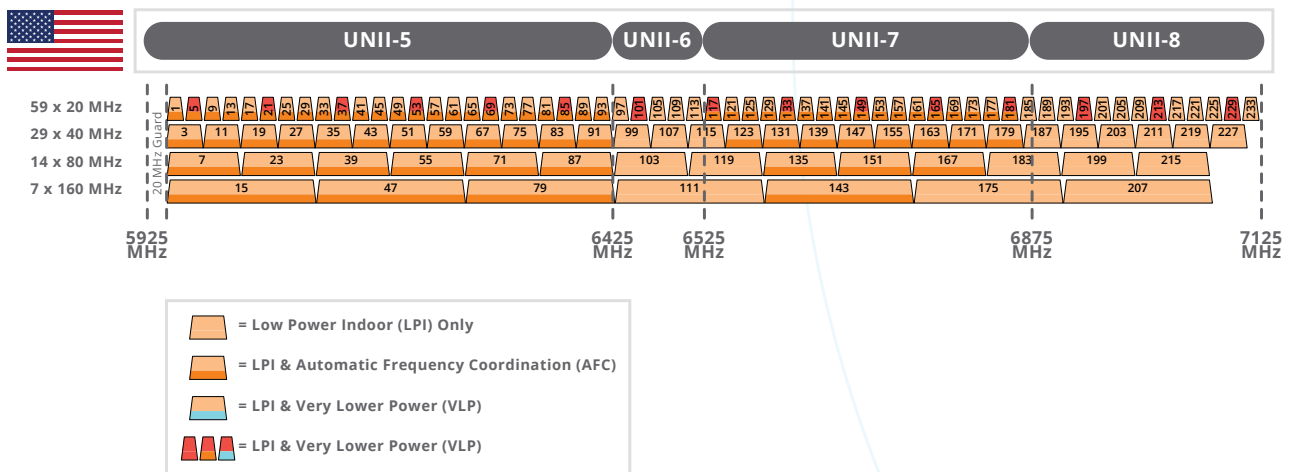 UNII-5 UNII-6 UNII-7 UNII-8
59 x 20 MHz 1 5 9 13 17 21 25 29 33 37 41 45 49 53 57 61 65 69 73 77 81 85 89 93 97 101 105 109 113 117 121 125 129 133 137 141 145 149 153 157 161 165 169 173 177 181 185 189 193 197 201 205 209 213 217 221 225 229 233
29 x 40 MHz 3 11 19 27 35 43 51 59 67 75 83 91 99 107 115 123 131 139 147 155 163 171 179 187 195 203 211 219 227
14 x 80 MHz 7 23 39 55 71 87 103 119 135 151 167 183 199 215
7 x 160 MHz 15 47 79 111 143 175 207
20 MHz Guard
5925 MHz
6425 MHz
6525 MHz
6875 MHz
7125 MHz
= Low Power Indoor (LPI) Only
= LPI & Automatic Frequency Coordination (AFC)
= LPI & Very Lower Power (VLP)
= LPI & Very Lower Power (VLP)